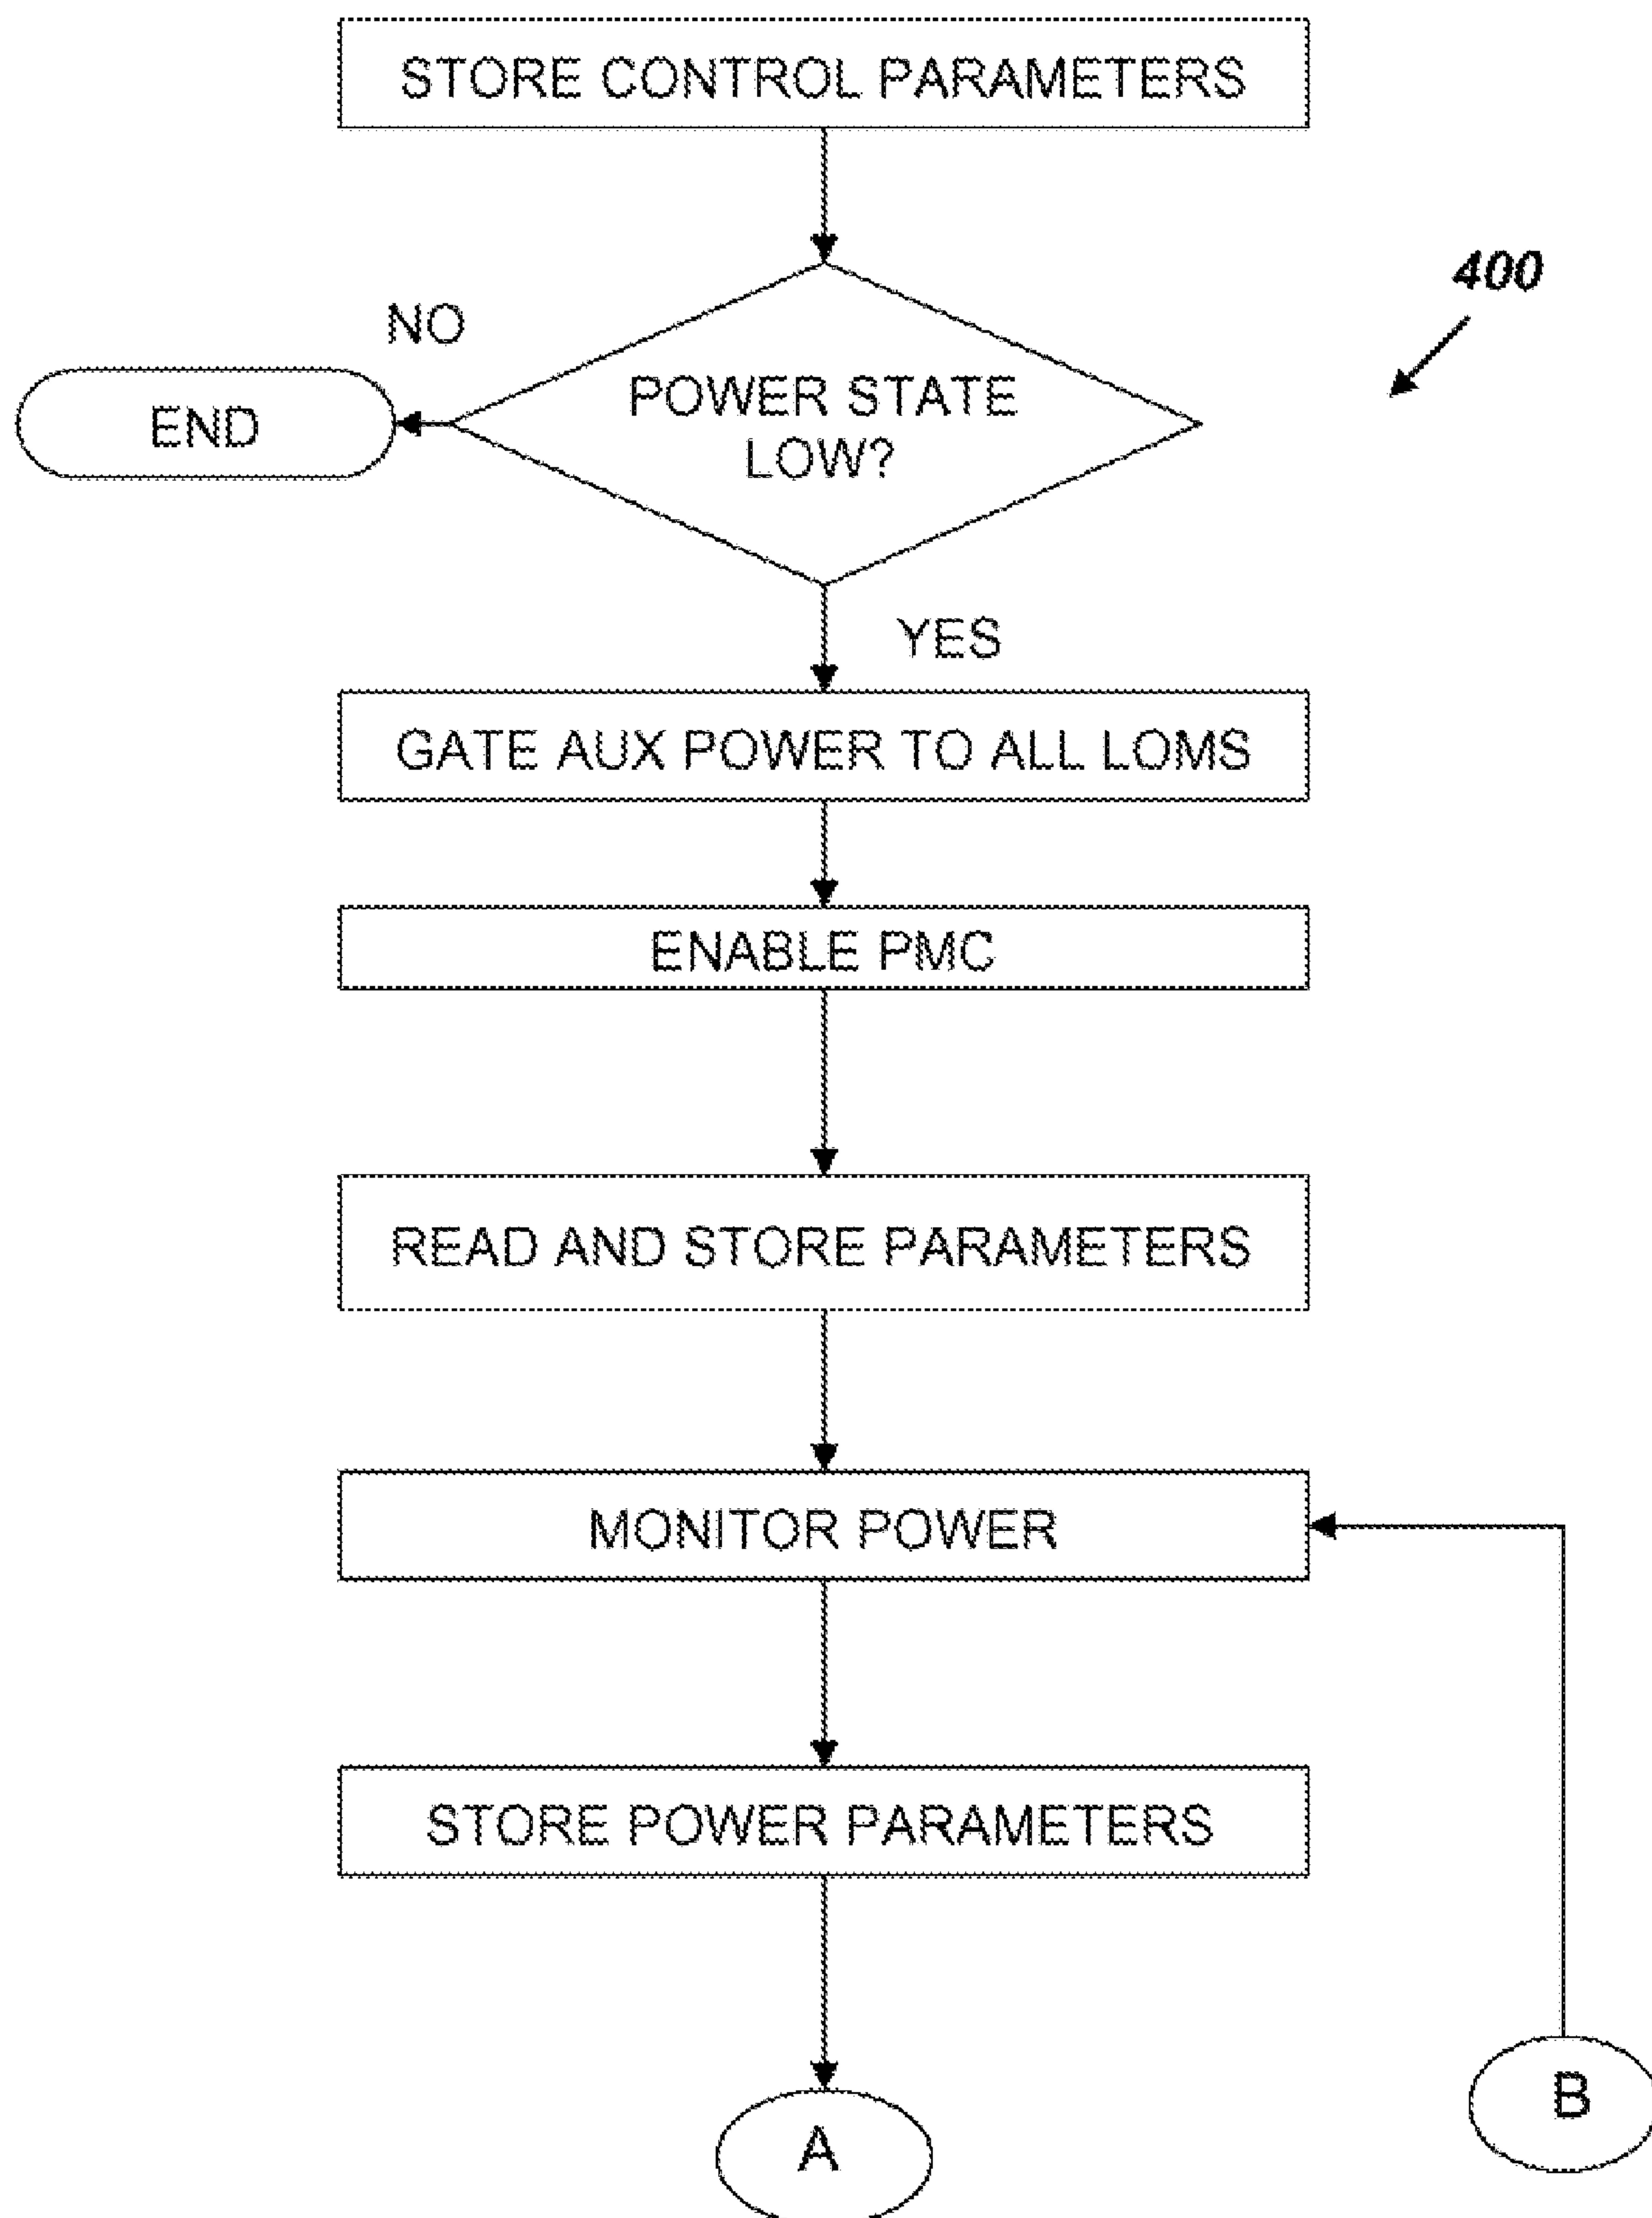 STORE CONTROL PARAMETERS
400
NO
POWER STATE
LOW?
END
YES
GATE AUX POWER TO ALL LOMS
ENABLE PMC
READ AND STORE PARAMETERS
MONITOR POWER
STORE POWER PARAMETERS
B
A